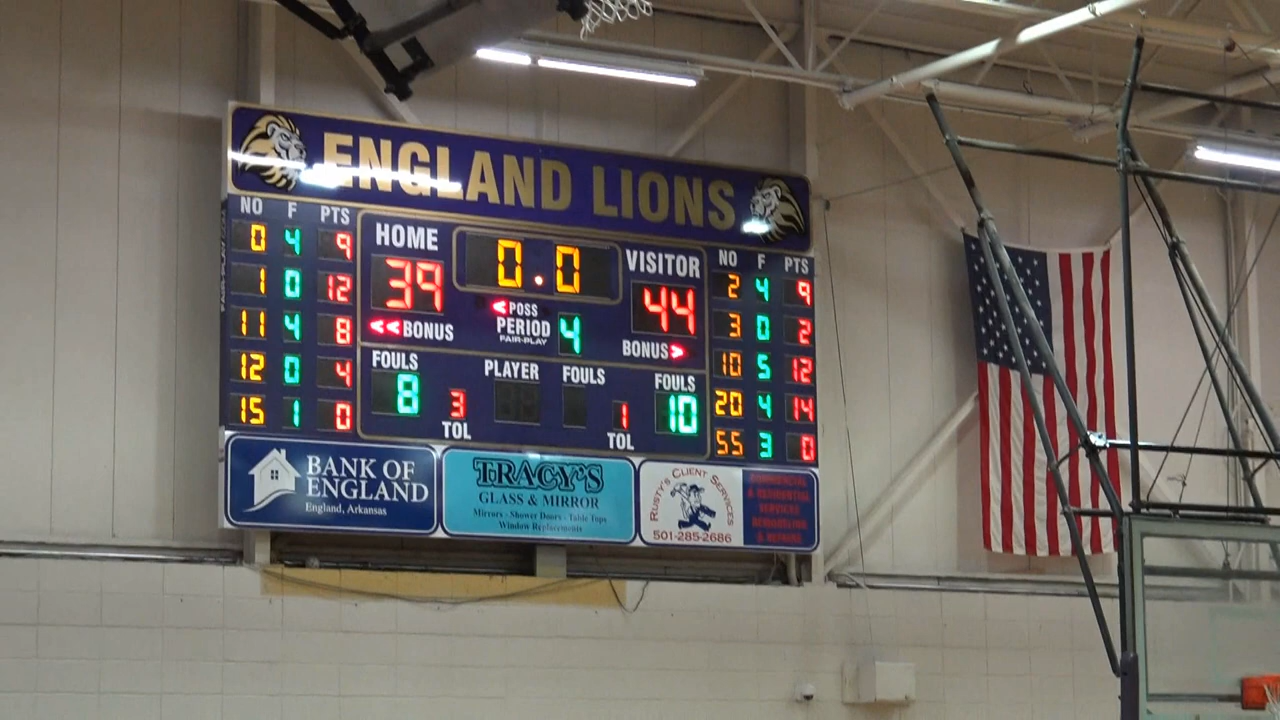 ENGLAND LIONS
NO F PTS
0 4 9
1 0 12
11 4 8
12 0 4
15 1 0
HOME
39
<<BONUS
0.0
<POSS
PERIOD 4
FAIR-PLAY
VISITOR
44
BONUS>
FOULS
8
3
TOL
PLAYER
FOULS
1
TOL
FOULS
10
NO F PTS
2 4 9
3 0 2
10 5 12
20 4 14
55 3 0
BANK OF
ENGLAND
England, Arkansas
TRACY'S
GLASS & MIRROR
Mirrors - Shower Doors - Table Tops
Window Replacements
RUSTY'S CLIENT SERVICES
501-285-2686
COMMERCIAL
& RESIDENTIAL
SERVICES